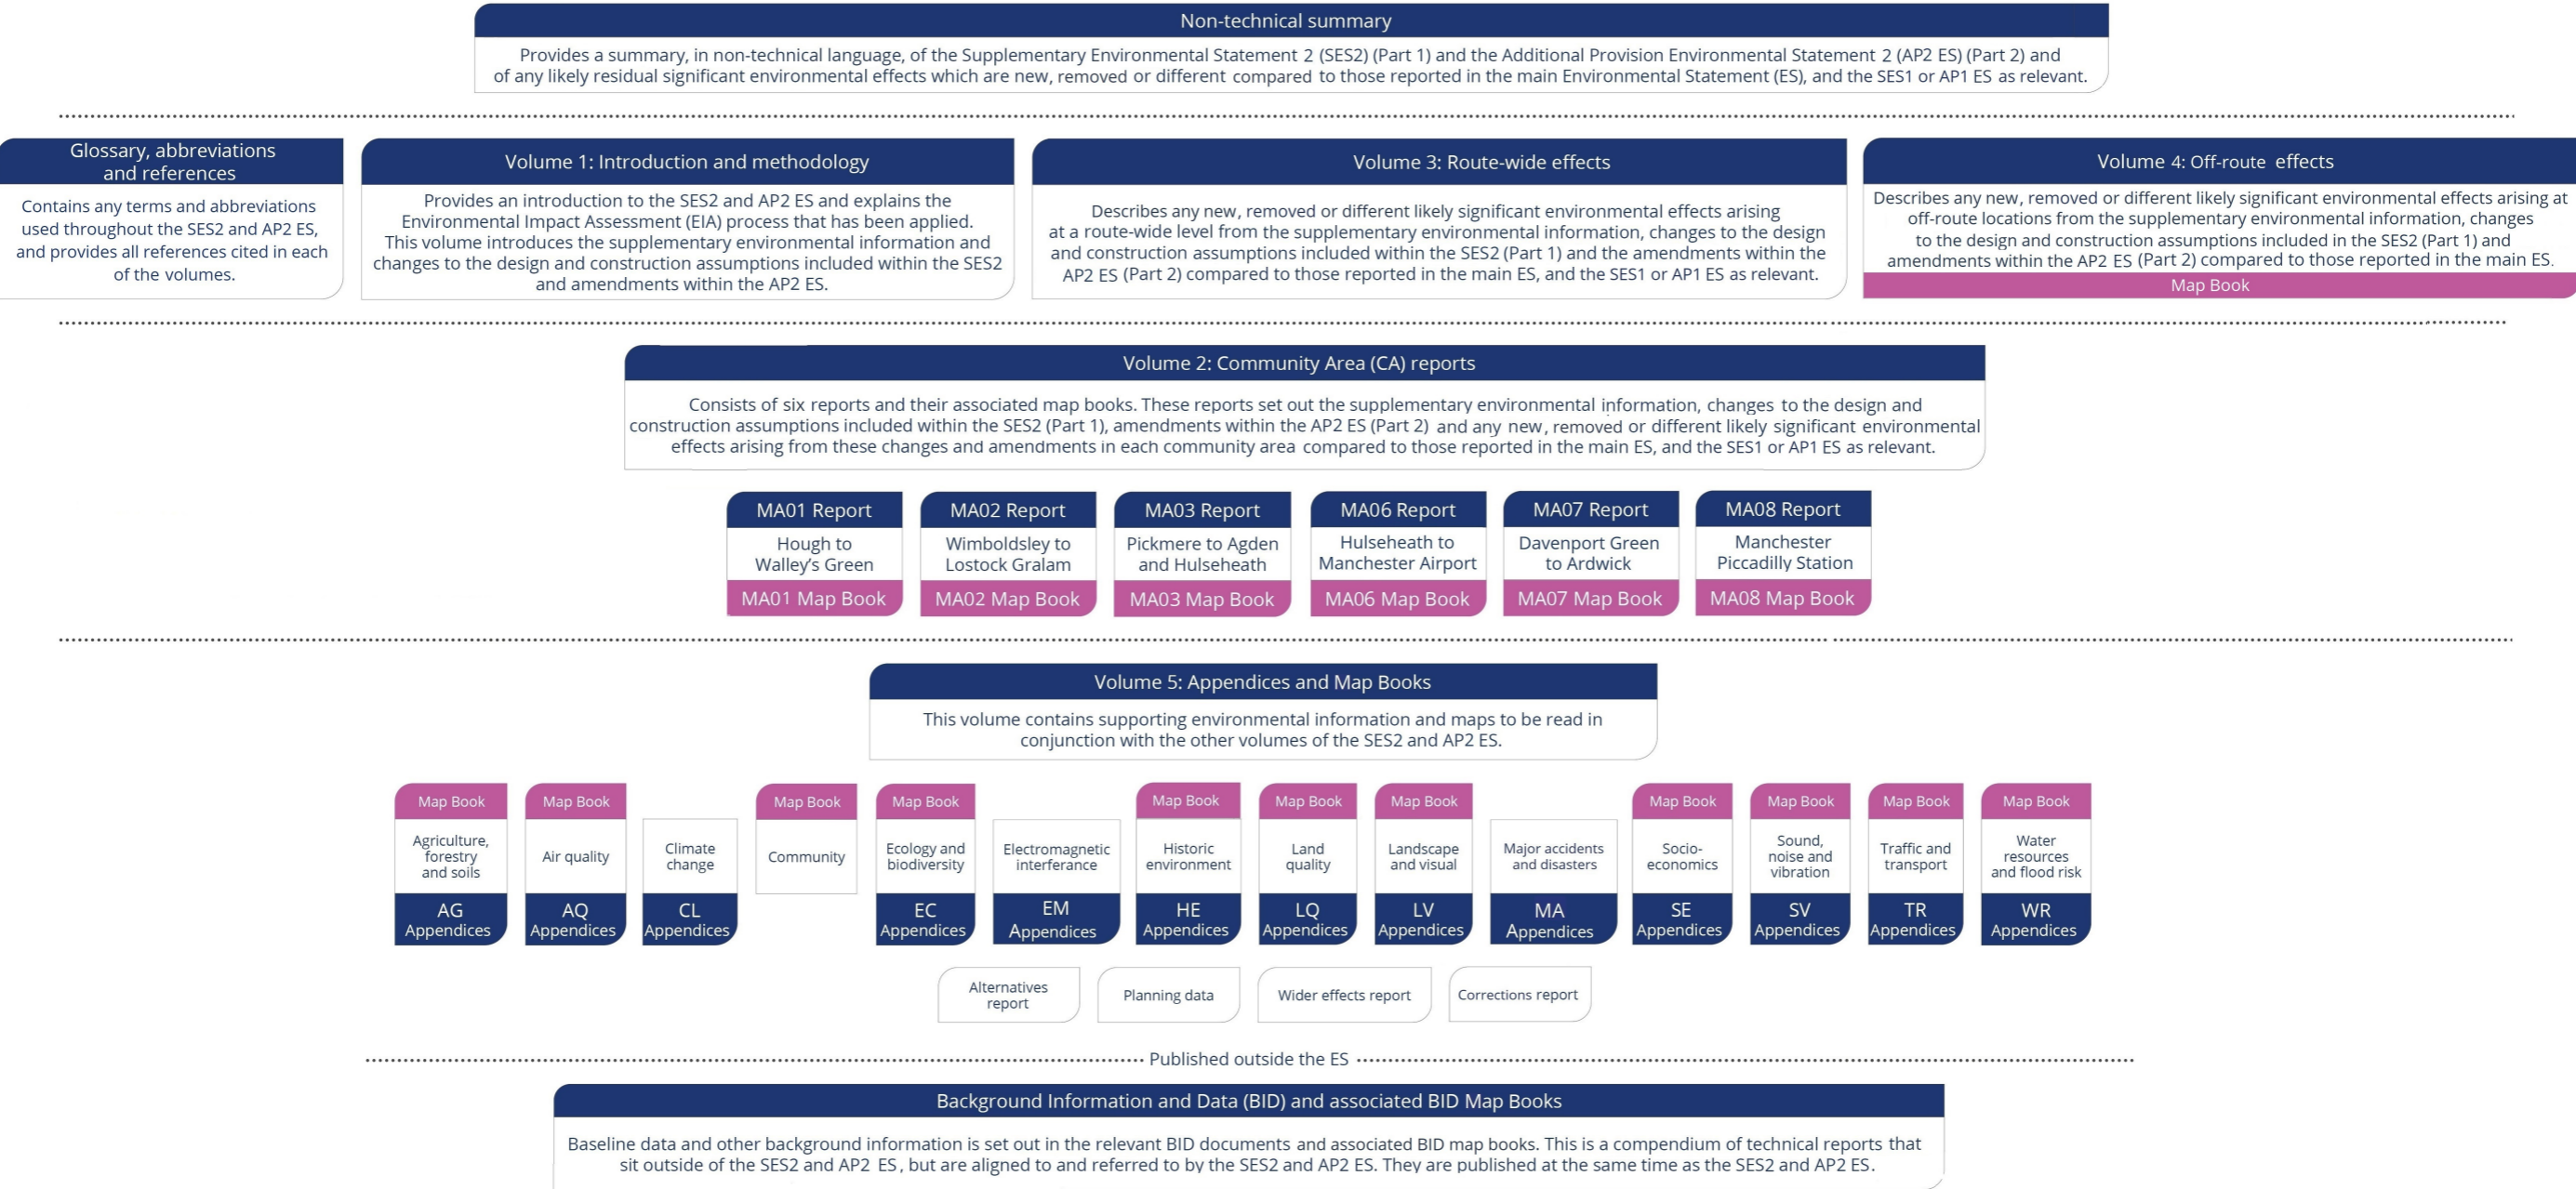 Non-technical summary
Provides a summary, in non-technical language, of the Supplementary Environmental Statement 2 (SES2) (Part 1) and the Additional Provision Environmental Statement 2 (AP2 ES) (Part 2) and
of any likely residual significant environmental effects which are new, removed or different compared to those reported in the main Environmental Statement (ES), and the SES1 or AP1 ES as relevant.
Glossary, abbreviations
and references
Contains any terms and abbreviations
used throughout the SES2 and AP2 ES,
and provides all references cited in each
of the volumes.
Volume 1: Introduction and methodology
Provides an introduction to the SES2 and AP2 ES and explains the
Environmental Impact Assessment (EIA) process that has been applied.
This volume introduces the supplementary environmental information and
changes to the design and construction assumptions included within the SES2
and amendments within the AP2 ES.
Volume 3: Route-wide effects
Describes any new, removed or different likely significant environmental effects arising
at a route-wide level from the supplementary environmental information, changes to the design
and construction assumptions included within the SES2 (Part 1) and the amendments within the
AP2 ES (Part 2) compared to those reported in the main ES, and the SES1 or AP1 ES as relevant.
Volume 4: Off-route effects
Describes any new, removed or different likely significant environmental effects arising at
off-route locations from the supplementary environmental information, changes
to the design and construction assumptions included in the SES2 (Part 1) and
amendments within the AP2 ES (Part 2) compared to those reported in the main ES.
Map Book
Volume 2: Community Area (CA) reports
Consists of six reports and their associated map books. These reports set out the supplementary environmental information, changes to the design and
construction assumptions included within the SES2 (Part 1), amendments within the AP2 ES (Part 2) and any new, removed or different likely significant environmental
effects arising from these changes and amendments in each community area compared to those reported in the main ES, and the SES1 or AP1 ES as relevant.
MA01 Report
Hough to
Walley's Green
MA01 Map Book
MA02 Report
Wimboldsley to
Lostock Gralam
MA02 Map Book
MA03 Report
Pickmere to Agden
and Hulseheath
MA03 Map Book
MA06 Report
Hulseheath to
Manchester Airport
MA06 Map Book
MA07 Report
Davenport Green
to Ardwick
MA07 Map Book
MA08 Report
Manchester
Piccadilly Station
MA08 Map Book
Volume 5: Appendices and Map Books
This volume contains supporting environmental information and maps to be read in
conjunction with the other volumes of the SES2 and AP2 ES.
Map Book
Agriculture,
forestry
and soils
AG
Appendices
Map Book
Air quality
AQ
Appendices
Climate
change
CL
Appendices
Map Book
Community
Map Book
Ecology and
biodiversity
EC
Appendices
Electromagnetic
interferance
EM
Appendices
Map Book
Historic
environment
HE
Appendices
Map Book
Land
quality
LQ
Appendices
Map Book
Landscape
and visual
LV
Appendices
Major accidents
and disasters
MA
Appendices
Map Book
Socio-
economics
SE
Appendices
Map Book
Sound,
noise and
vibration
SV
Appendices
Map Book
Traffic and
transport
TR
Appendices
Map Book
Water
resources
and flood risk
WR
Appendices
Alternatives
report
Planning data
Wider effects report
Corrections report
Published outside the ES
Background Information and Data (BID) and associated BID Map Books
Baseline data and other background information is set out in the relevant BID documents and associated BID map books. This is a compendium of technical reports that
sit outside of the SES2 and AP2 ES, but are aligned to and referred to by the SES2 and AP2 ES. They are published at the same time as the SES2 and AP2 ES.